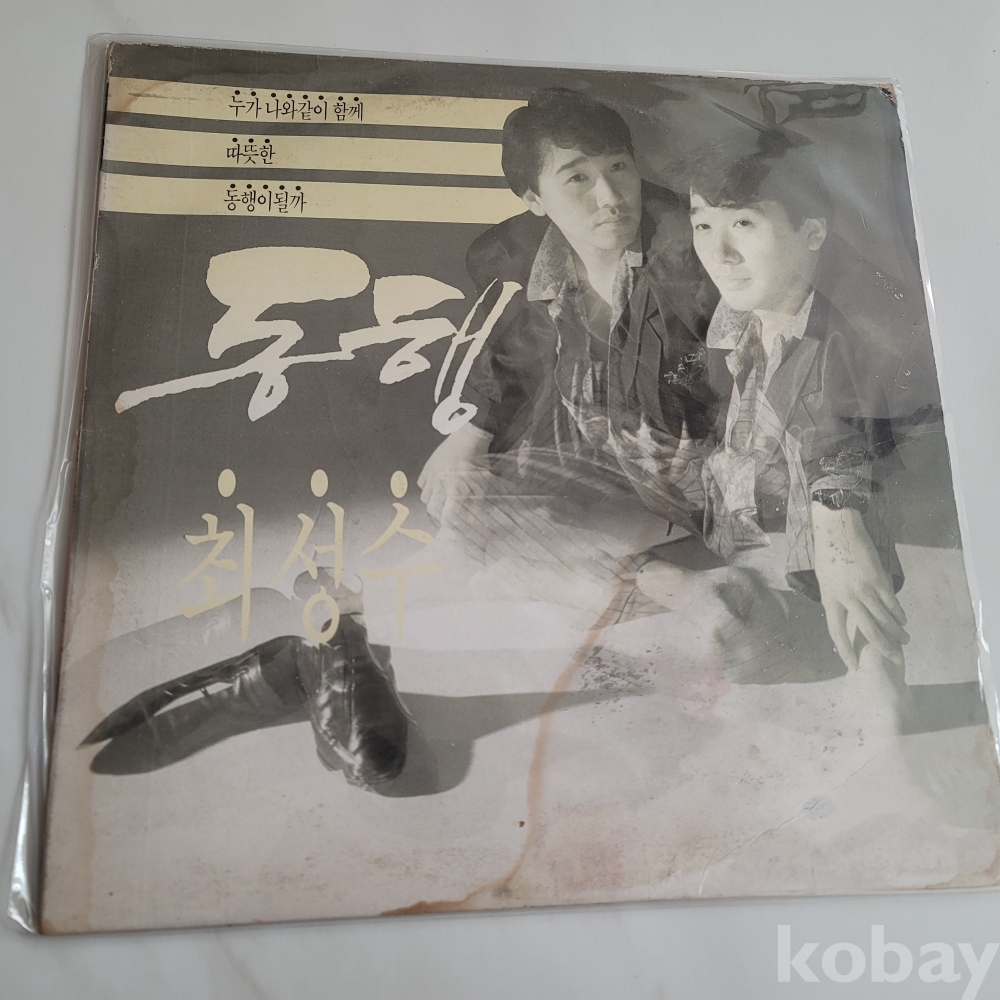 누가 나와같이 함께
따뜻한
동행이될까
동행
최성수
kobay